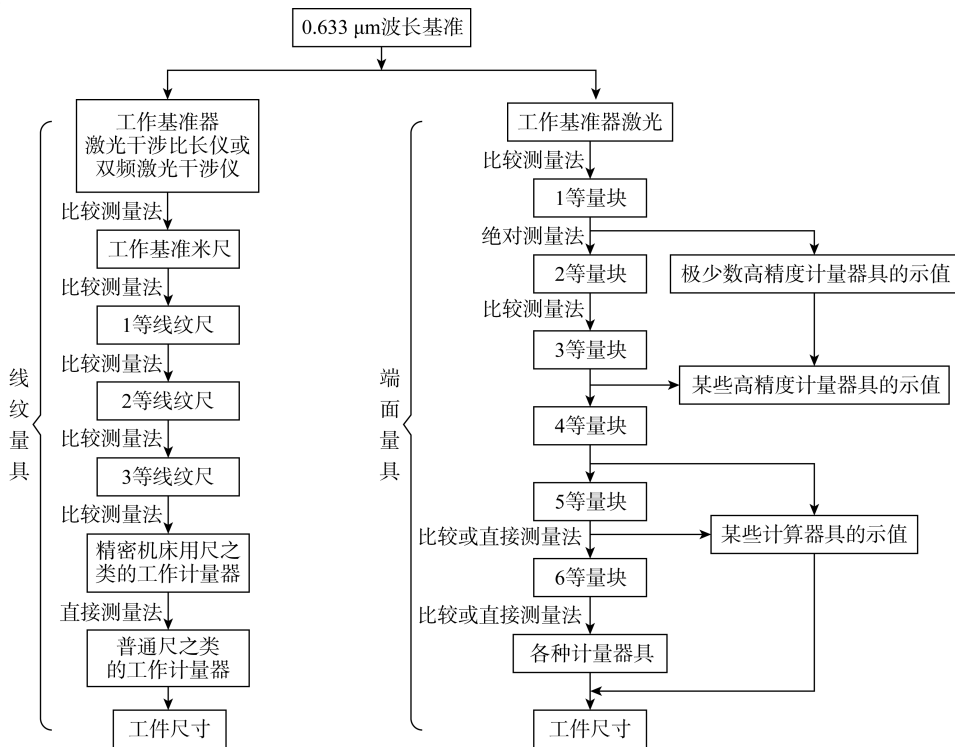 0.633 μm波长基准
线纹量具
工作基准器
激光干涉比长仪或
双频激光干涉仪
比较测量法
工作基准米尺
比较测量法
1等线纹尺
比较测量法
2等线纹尺
比较测量法
3等线纹尺
比较测量法
精密机床用尺之
类的工作计量器
直接测量法
普通尺之类
的工作计量器
工件尺寸
端面量具
工作基准器激光
比较测量法
1等量块
绝对测量法
2等量块
极少数高精度计量器具的示值
比较测量法
3等量块
某些高精度计量器具的示值
4等量块
5等量块
某些计算器具的示值
比较或直接测量法
6等量块
比较或直接测量法
各种计量器具
工件尺寸